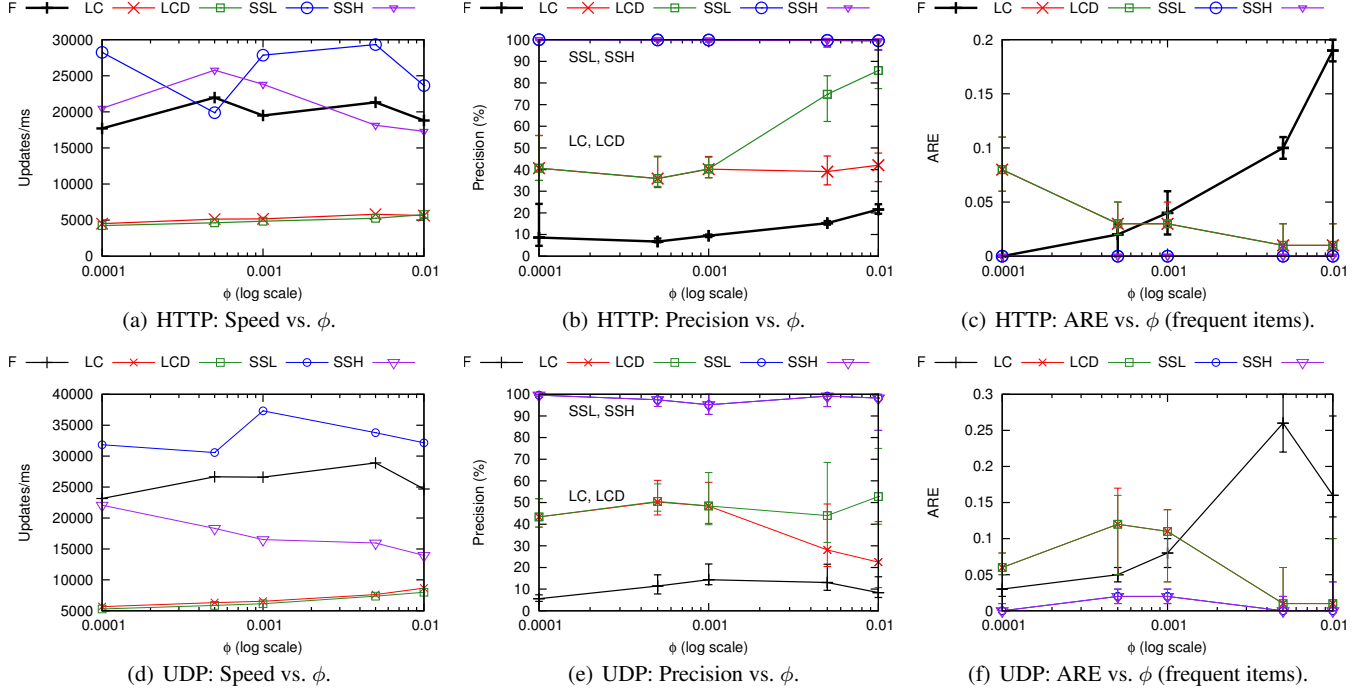 F LC LCD SSL SSH
30000
25000
20000
15000
10000
5000
0
Updates/ms
0.0001 0.001 0.01
ϕ (log scale)
(a) HTTP: Speed vs. ϕ.
F LC LCD SSL SSH
100
90
80
70
60
50
40
30
20
10
0
Precision (%)
SSL, SSH
LC, LCD
0.0001 0.001 0.01
ϕ (log scale)
(b) HTTP: Precision vs. ϕ.
F LC LCD SSL SSH
0.2
0.15
0.1
0.05
0
ARE
0.0001 0.001 0.01
ϕ (log scale)
(c) HTTP: ARE vs. ϕ (frequent items).
F LC LCD SSL SSH
40000
35000
30000
25000
20000
15000
10000
5000
Updates/ms
0.0001 0.001 0.01
ϕ (log scale)
(d) UDP: Speed vs. ϕ.
F LC LCD SSL SSH
100
90
80
70
60
50
40
30
20
10
0
Precision (%)
SSL, SSH
LC, LCD
0.0001 0.001 0.01
ϕ (log scale)
(e) UDP: Precision vs. ϕ.
F LC LCD SSL SSH
0.3
0.25
0.2
0.15
0.1
0.05
0
ARE
0.0001 0.001 0.01
ϕ (log scale)
(f) UDP: ARE vs. ϕ (frequent items).